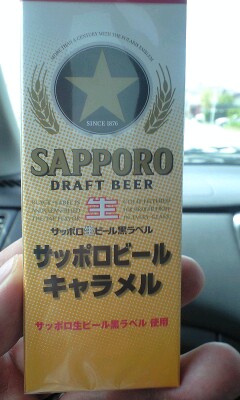 SINCE 1876
SAPPORO
DRAFT BEER
生
サッポロ生ビール黒ラベル
サッポロビール
キャラメル
サッポロ生ビール黒ラベル 使用